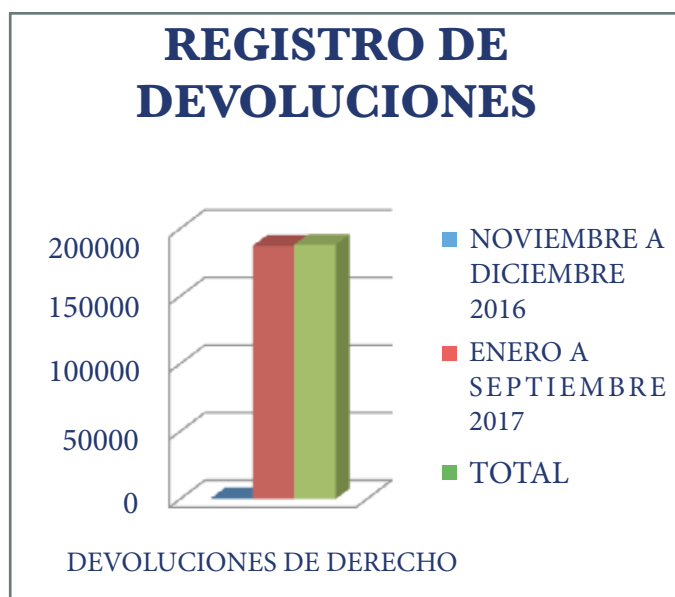 REGISTRO DE
DEVOLUCIONES
200000
150000
100000
50000
0
NOVIEMBRE A
DICIEMBRE
2016
ENERO A
SEPTIEMBRE
2017
TOTAL
DEVOLUCIONES DE DERECHO